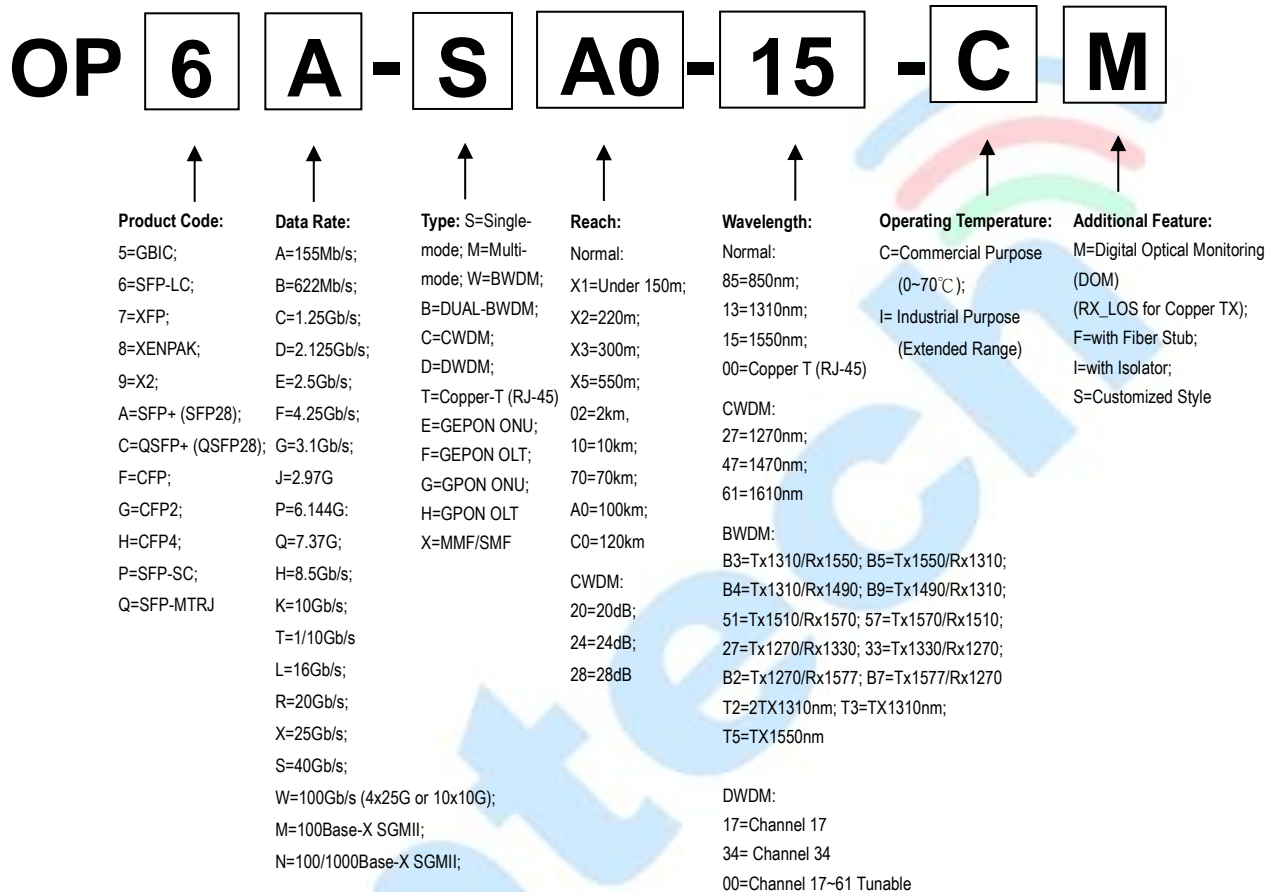 OP 6 A - S A0 - 15 - C M
Product Code:
5=GBIC;
6=SFP-LC;
7=XFP;
8=XENPAK;
9=X2;
A=SFP+ (SFP28);
C=QSFP+ (QSFP28);
F=CFP;
G=CFP2;
H=CFP4;
P=SFP-SC;
Q=SFP-MTRJ
Data Rate:
A=155Mb/s;
B=622Mb/s;
C=1.25Gb/s;
D=2.125Gb/s;
E=2.5Gb/s;
F=4.25Gb/s;
G=3.1Gb/s;
J=2.97G
P=6.144G:
Q=7.37G;
H=8.5Gb/s;
K=10Gb/s;
T=1/10Gb/s
L=16Gb/s;
R=20Gb/s;
X=25Gb/s;
S=40Gb/s;
W=100Gb/s (4x25G or 10x10G);
M=100Base-X SGMII;
N=100/1000Base-X SGMII;
Type: S=Single-
mode; M=Multi-
mode; W=BWDM;
B=DUAL-BWDM;
C=CWDM;
D=DWDM;
T=Copper-T (RJ-45)
E=GEPON ONU;
F=GEPON OLT;
G=GPON ONU;
H=GPON OLT
X=MMF/SMF
Reach:
Normal:
X1=Under 150m;
X2=220m;
X3=300m;
X5=550m;
02=2km,
10=10km;
70=70km;
A0=100km;
C0=120km
CWDM:
20=20dB;
24=24dB;
28=28dB
Wavelength:
Normal:
85=850nm;
13=1310nm;
15=1550nm;
00=Copper T (RJ-45)
CWDM:
27=1270nm;
47=1470nm;
61=1610nm
BWDM:
B3=Tx1310/Rx1550; B5=Tx1550/Rx1310;
B4=Tx1310/Rx1490; B9=Tx1490/Rx1310;
51=Tx1510/Rx1570; 57=Tx1570/Rx1510;
27=Tx1270/Rx1330; 33=Tx1330/Rx1270;
B2=Tx1270/Rx1577; B7=Tx1577/Rx1270
T2=2TX1310nm; T3=TX1310nm;
T5=TX1550nm
DWDM:
17=Channel 17
34= Channel 34
00=Channel 17~61 Tunable
Operating Temperature:
C=Commercial Purpose
(0~70℃);
I= Industrial Purpose
(Extended Range)
Additional Feature:
M=Digital Optical Monitoring
(DOM)
(RX_LOS for Copper TX);
F=with Fiber Stub;
I=with Isolator;
S=Customized Style